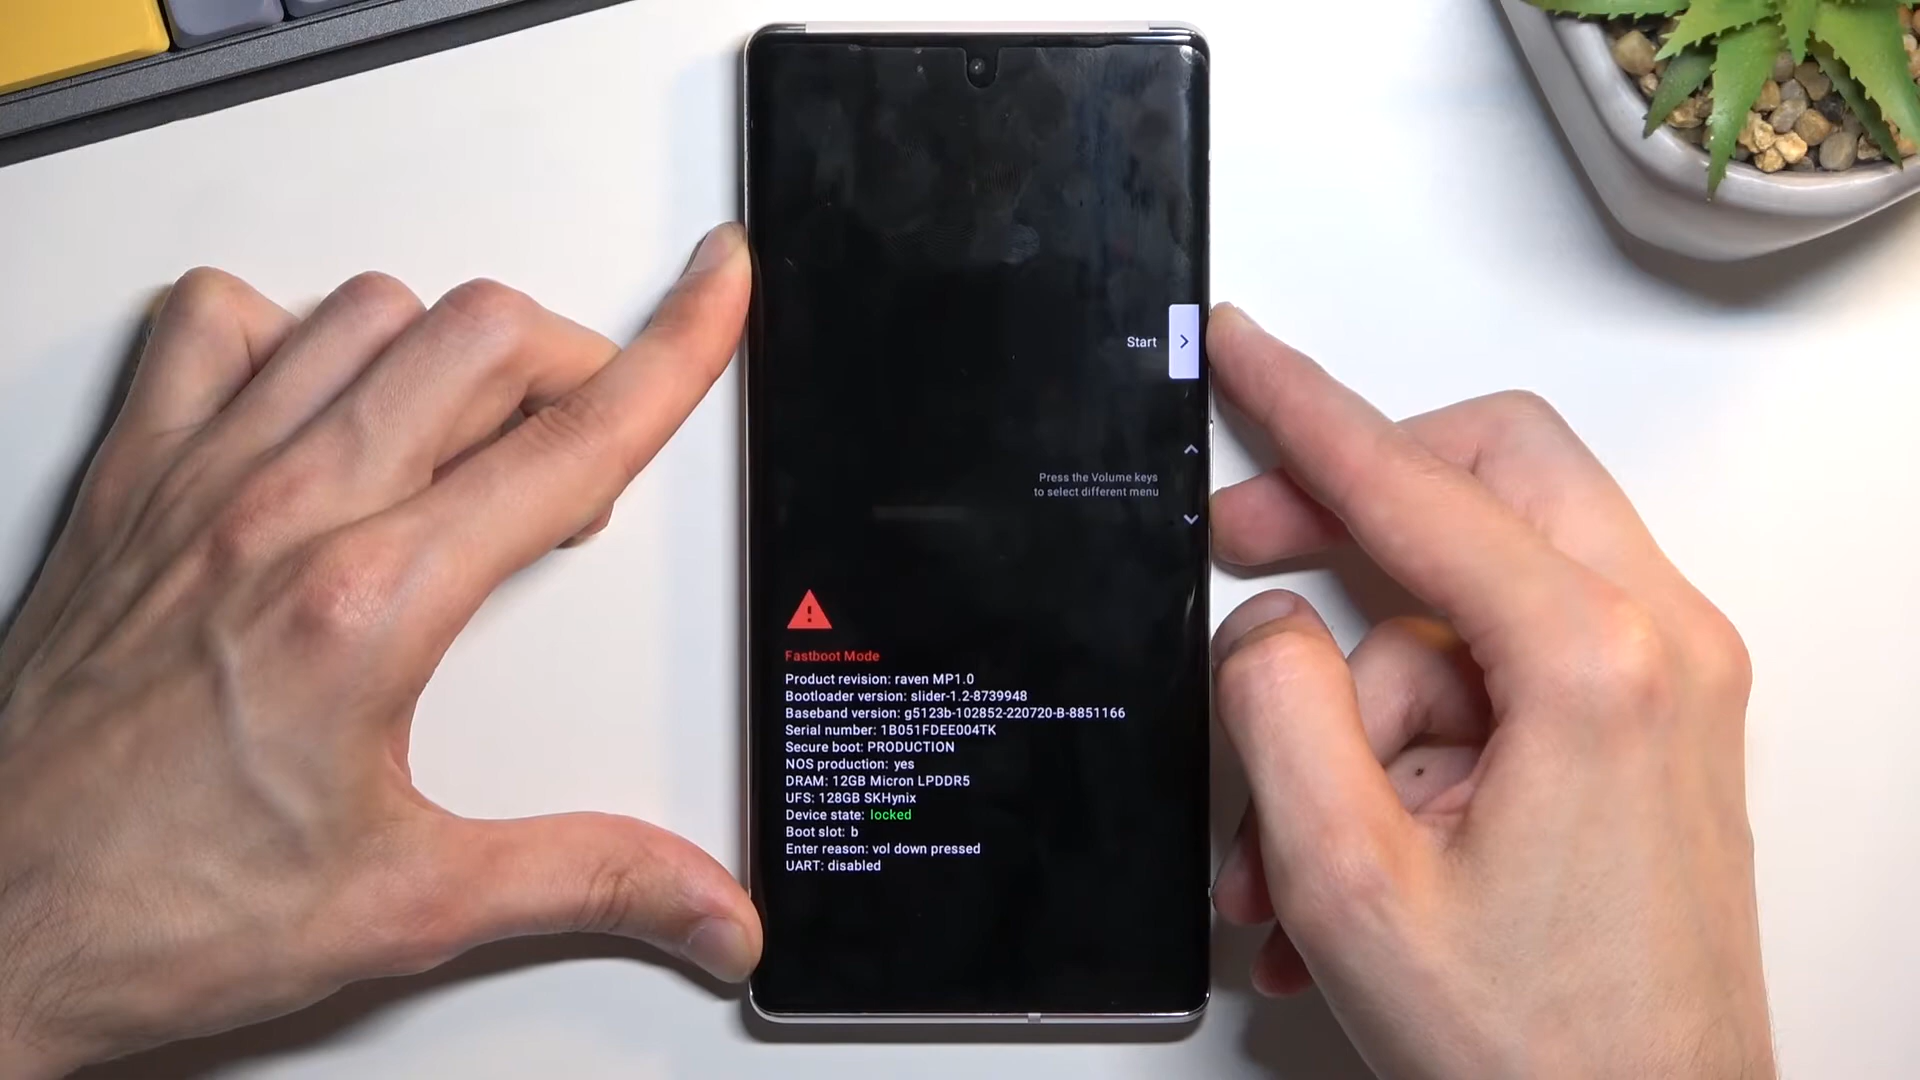 Start
Press the Volume keys
to select different menu
Fastboot Mode
Product revision: raven MP1.0
Bootloader version: slider-1.2-8739948
Baseband version: g5123b-102852-220720-B-8851166
Serial number: 1B051FDEE004TK
Secure boot: PRODUCTION
NOS production: yes
DRAM: 12GB Micron LPDDR5
UFS: 128GB SKHynix
Device state: locked
Boot slot: b
Enter reason: vol down pressed
UART: disabled